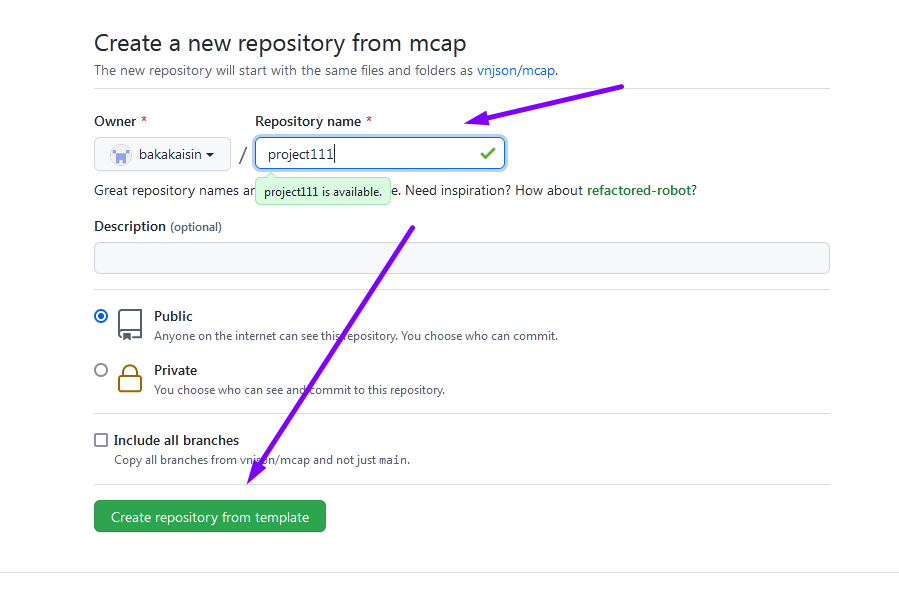 Create a new repository from mcap
The new repository will start with the same files and folders as vnjson/mcap.
Owner * Repository name *
bakakaisin / project111
Great repository names ar e. Need inspiration? How about refactored-robot?
project111 is available.
Description (optional)
Public
Anyone on the internet can see this repository. You choose who can commit.
Private
You choose who can see and commit to this repository.
Include all branches
Copy all branches from vnjson/mcap and not just main.
Create repository from template